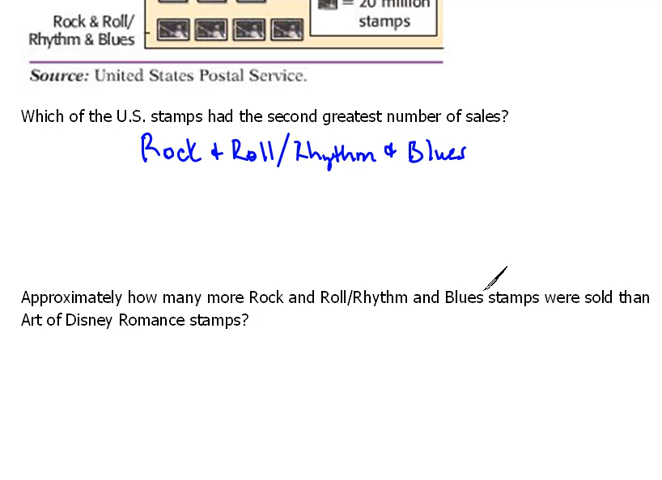 = 20 million
stamps
Rock & Roll/
Rhythm & Blues
Source: United States Postal Service.
Which of the U.S. stamps had the second greatest number of sales?
Rock & Roll/Rhythm & Blues
Approximately how many more Rock and Roll/Rhythm and Blues stamps were sold than
Art of Disney Romance stamps?